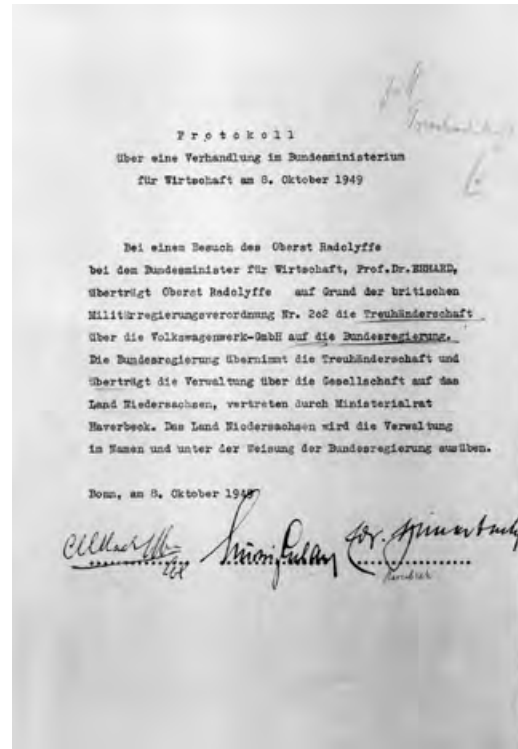 P r o t o k o l l
über eine Verhandlung im Bundesministerium
für Wirtschaft am 8. Oktober 1949
Bei einem Besuch des Oberst Radclyffe
bei dem Bundesminister für Wirtschaft, Prof.Dr.ERHARD,
überträgt Oberst Radclyffe auf Grund der britischen
Militärregierungsverordnung Nr. 2o2 die Treuhänderschaft
über die Volkswagenwerk-GmbH auf die Bundesregierung.
Die Bundesregierung übernimmt die Treuhänderschaft und
überträgt die Verwaltung über die Gesellschaft auf das
Land Niedersachsen, vertreten durch Ministerialrat
Haverbeck. Das Land Niedersachsen wird die Verwaltung
im Namen und unter der Weisung der Bundesregierung ausüben.
Bonn, am 8. Oktober 1949